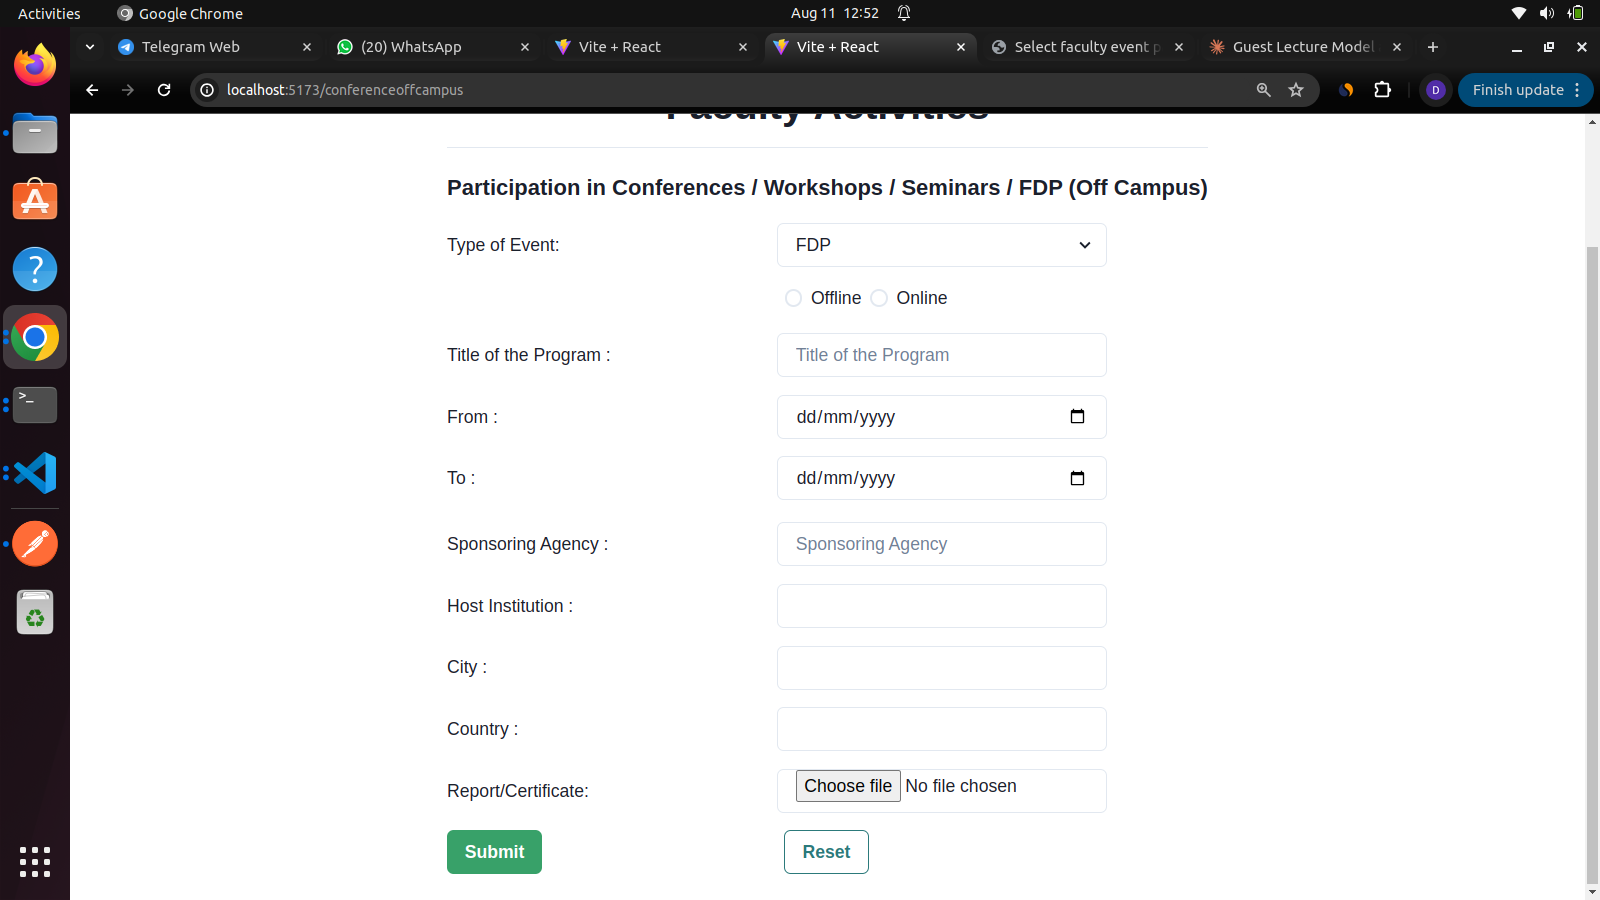 Activities
Google Chrome
Aug 11 12:52
Telegram Web
(20) WhatsApp
Vite + React
Vite + React
Select faculty event p
Guest Lecture Model
localhost:5173/conferenceoffcampus
D
Finish update
Faculty Activities
Participation in Conferences / Workshops / Seminars / FDP (Off Campus)
Type of Event:
FDP
Offline
Online
Title of the Program :
Title of the Program
From :
dd/mm/yyyy
To :
dd/mm/yyyy
Sponsoring Agency :
Sponsoring Agency
Host Institution :
City :
Country :
Report/Certificate:
Choose file No file chosen
Submit
Reset